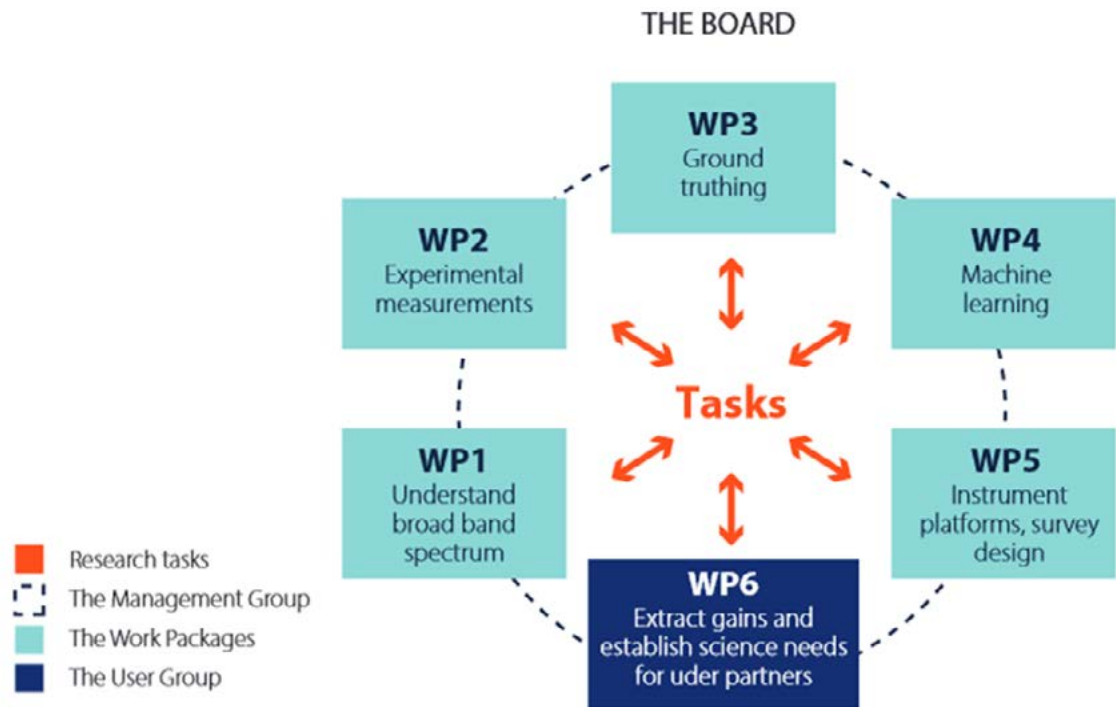 THE BOARD
WP3
Ground
truthing
WP2
Experimental
measurements
WP4
Machine
learning
Tasks
WP1
Understand
broad band
spectrum
WP5
Instrument
platforms, survey
design
WP6
Extract gains and
establish science needs
for uder partners
Research tasks
The Management Group
The Work Packages
The User Group